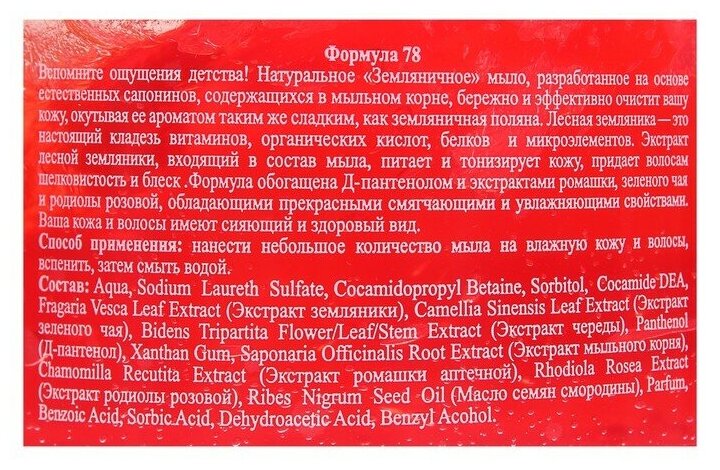 Формула 78
Вспомните ощущения детства! Натуральное «Земляничное» мыло, разработанное на основе
естественных сапонинов, содержащихся в мыльном корне, бережно и эффективно очистит вашу
кожу, окутывая ее ароматом таким же сладким, как земляничная поляна. Лесная земляника—это
настоящий кладезь витаминов, органических кислот, белков и микроэлементов. Экстракт
лесной земляники, входящий в состав мыла, питает и тонизирует кожу, придает волосам
шелковистость и блеск .Формула обогащена Д-пантенолом и экстрактами ромашки, зеленого чая
и родиолы розовой, обладающими прекрасными смягчающими и увлажняющими свойствами.
Ваша кожа и волосы имеют сияющий и здоровый вид.
Способ применения: нанести небольшое количество мыла на влажную кожу и волосы,
вспенить, затем смыть водой.
Состав: Aqua, Sodium Laureth Sulfate, Cocamidopropyl Betaine, Sorbitol, Cocamide DEA,
Fragaria Vesca Leaf Extract (Экстракт земляники), Camellia Sinensis Leaf Extract (Экстракт
зеленого чая), Bidens Tripartita Flower/Leaf/Stem Extract (Экстракт череды), Panthenol
(Д-пантенол), Xanthan Gum, Saponaria Officinalis Root Extract (Экстракт мыльного корня),
Chamomilla Recutita Extract (Экстракт ромашки аптечной), Rhodiola Rosea Extract
(Экстракт родиолы розовой), Ribes Nigrum Seed Oil (Масло семян смородины), Parfum,
Benzoic Acid, Sorbic Acid, Dehydroacetic Acid, Benzyl Acohol.